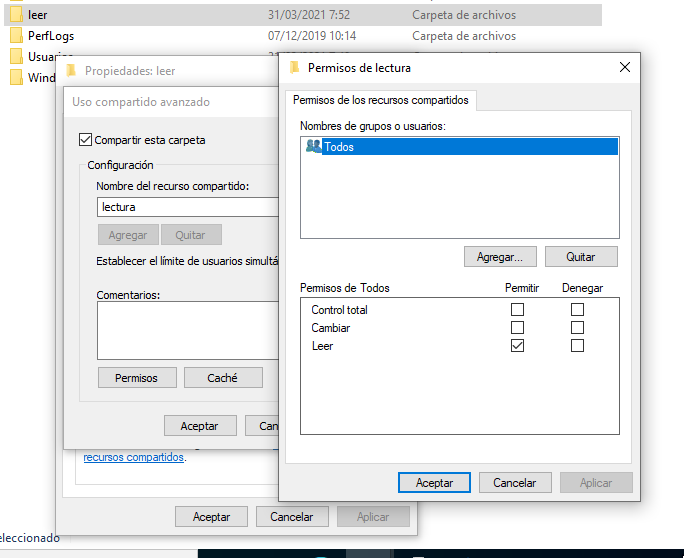 leer 31/03/2021 7:52 Carpeta de archivos
PerfLogs 07/12/2019 10:14 Carpeta de archivos
Usuarios
Wind
Propiedades: leer
Uso compartido avanzado
Compartir esta carpeta
Configuración
Nombre del recurso compartido:
lectura
Agregar Quitar
Establecer el límite de usuarios simultá
Comentarios:
Permisos Caché
Aceptar Can
recursos compartidos.
Aceptar Cancelar Aplicar
eleccionado
Permisos de lectura
Permisos de los recursos compartidos
Nombres de grupos o usuarios:
Todos
Agregar... Quitar
Permisos de Todos Permitir Denegar
Control total
Cambiar
Leer
Aceptar Cancelar Aplicar